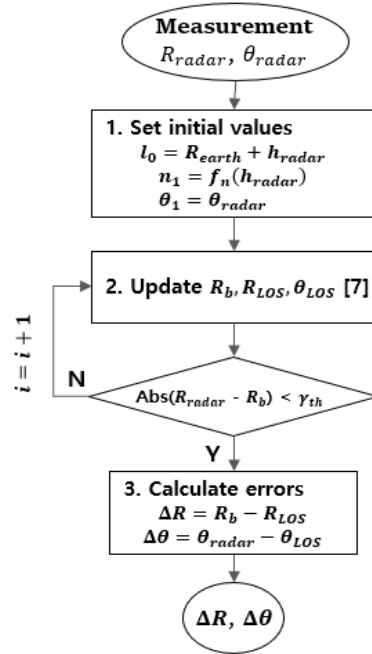 Measurement
R_radar, θ_radar
1. Set initial values
l_0 = R_earth + h_radar
n_1 = f_n(h_radar)
θ_1 = θ_radar
2. Update R_b, R_LOS, θ_LOS [7]
i = i + 1
N
Abs(R_radar - R_b) < γ_th
Y
3. Calculate errors
ΔR = R_b − R_LOS
Δθ = θ_radar − θ_LOS
ΔR, Δθ